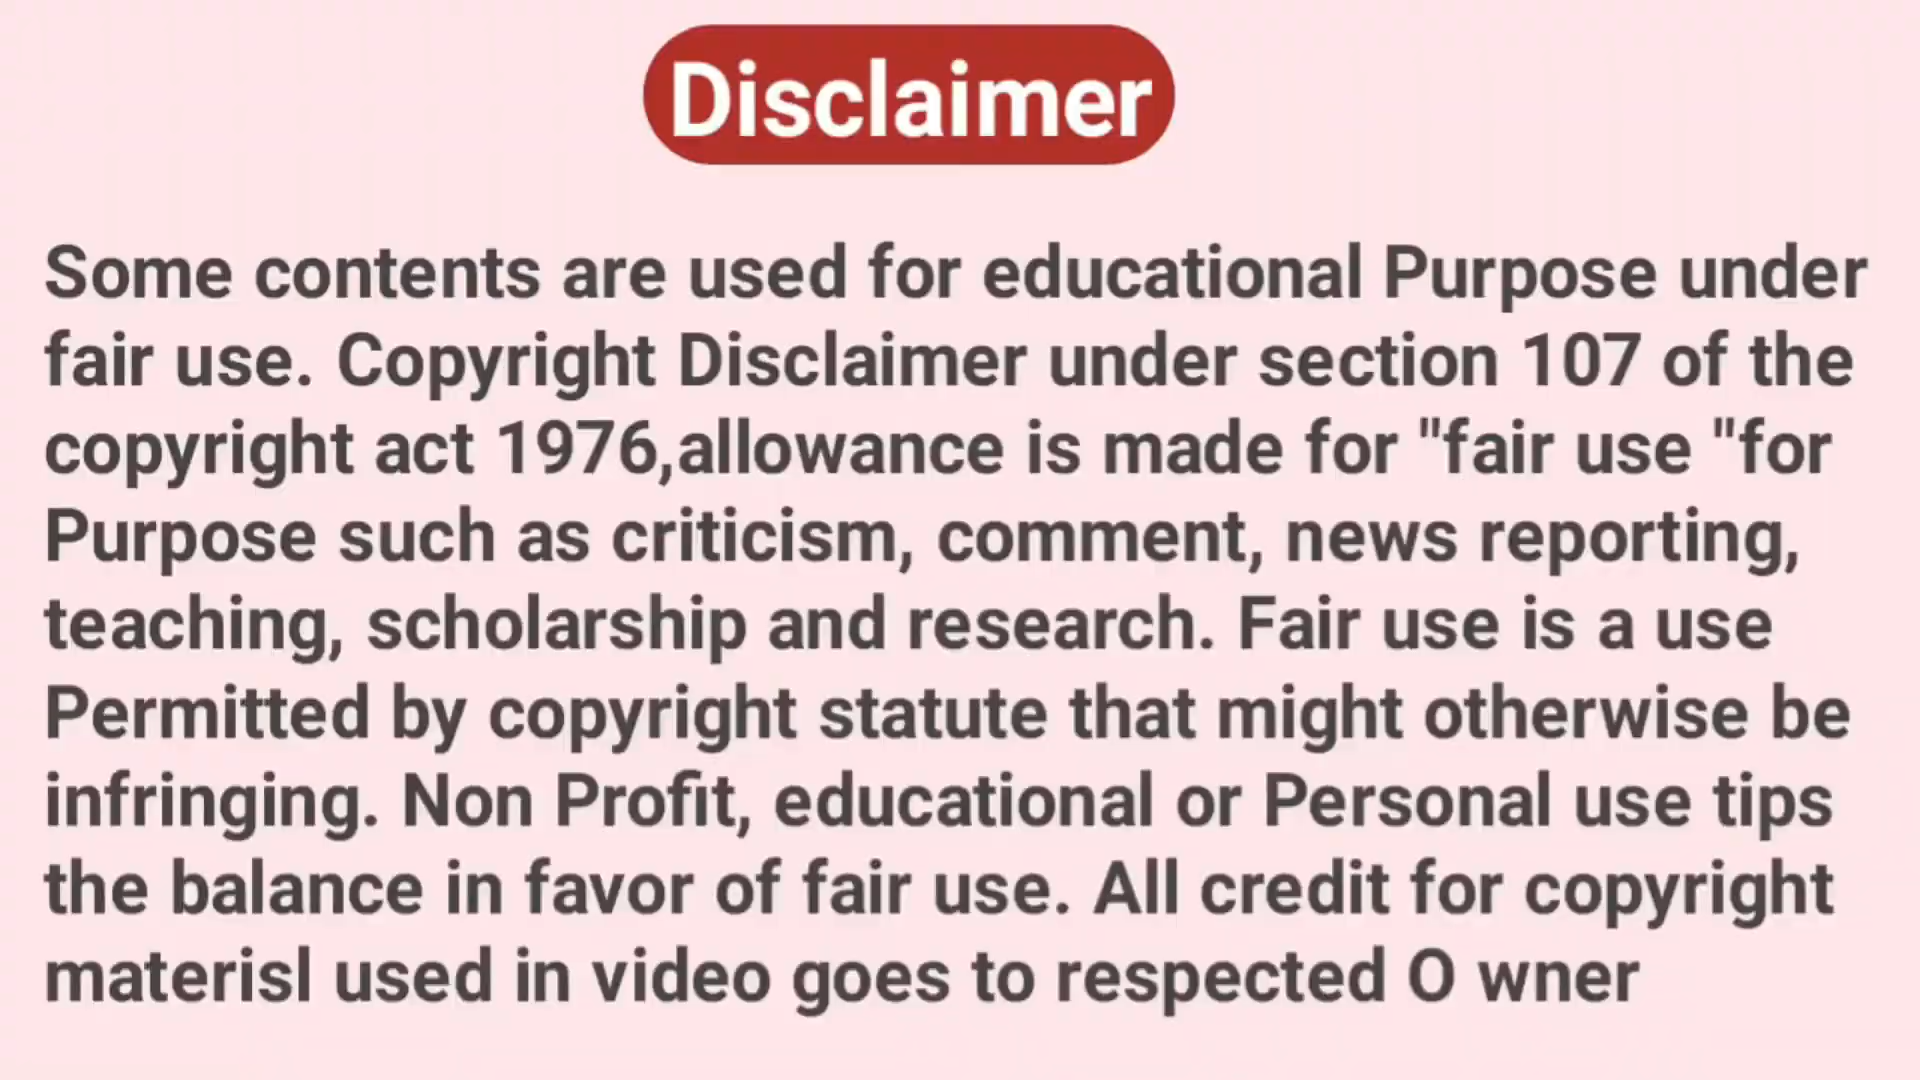 Disclaimer
Some contents are used for educational Purpose under
fair use. Copyright Disclaimer under section 107 of the
copyright act 1976,allowance is made for "fair use "for
Purpose such as criticism, comment, news reporting,
teaching, scholarship and research. Fair use is a use
Permitted by copyright statute that might otherwise be
infringing. Non Profit, educational or Personal use tips
the balance in favor of fair use. All credit for copyright
materisl used in video goes to respected O wner